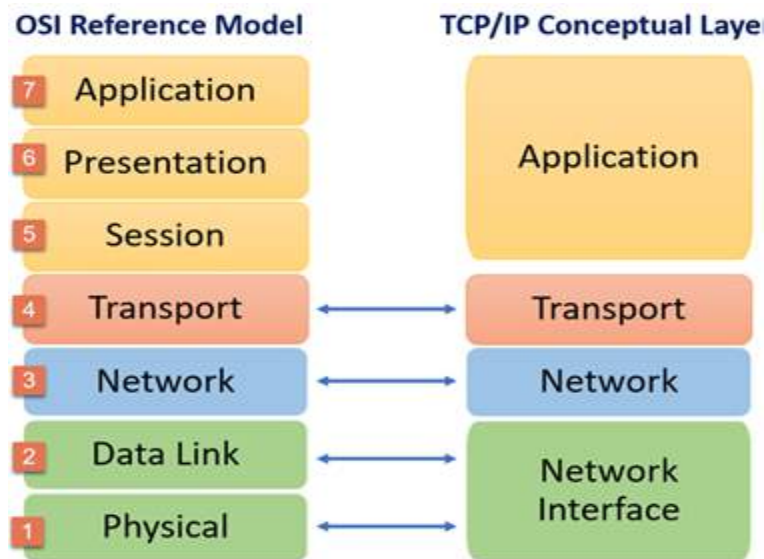 OSI Reference Model
TCP/IP Conceptual Layer
7 Application
6 Presentation
5 Session
4 Transport
3 Network
2 Data Link
1 Physical
Application
Transport
Network
Network
Interface